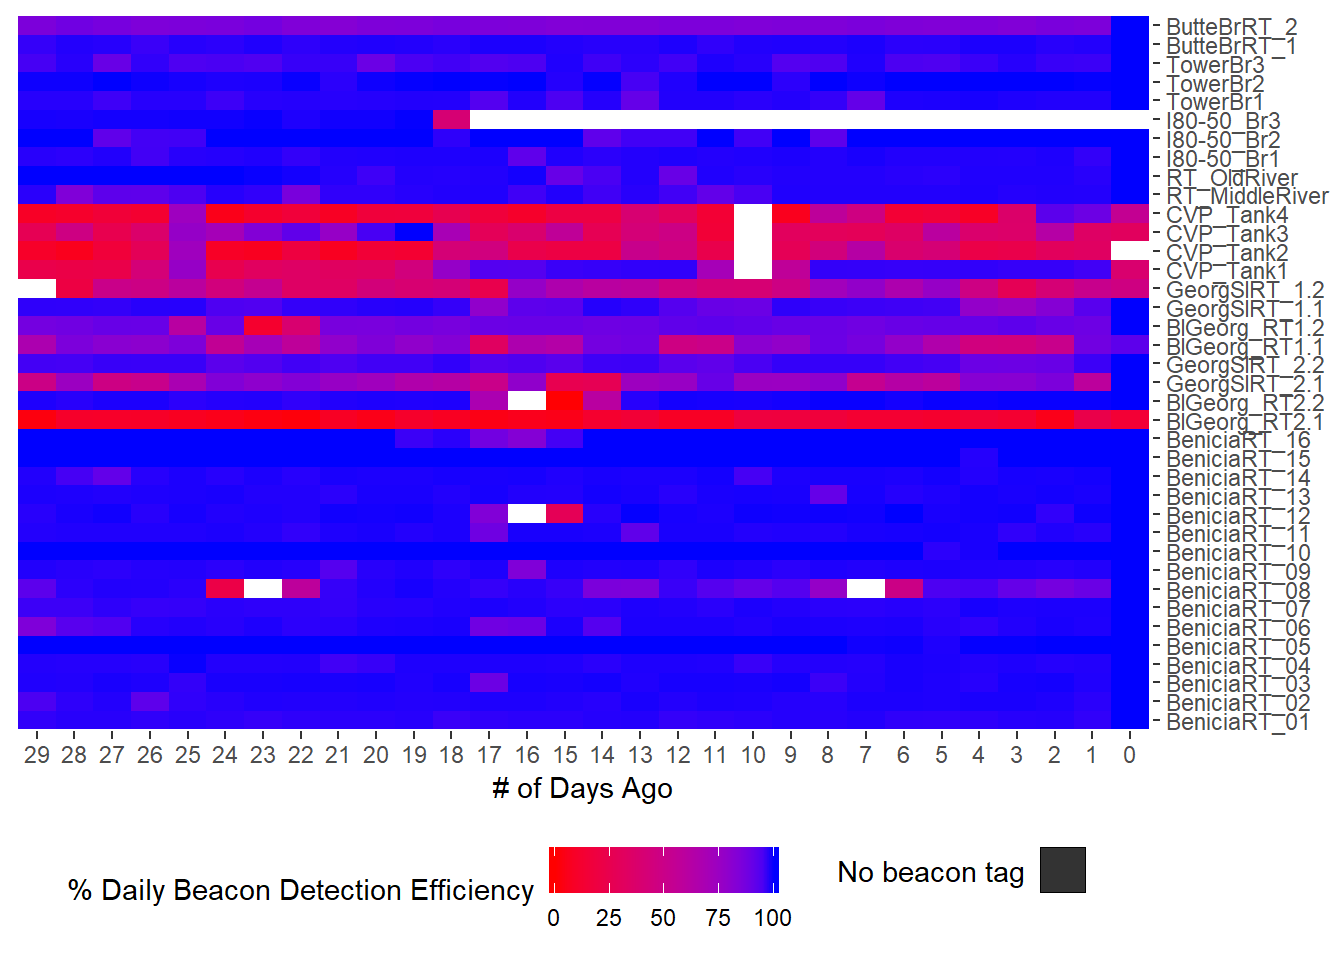 ButteBrRT_2
ButteBrRT_1
TowerBr3
TowerBr2
TowerBr1
I80-50_Br3
I80-50_Br2
I80-50_Br1
RT_OldRiver
RT_MiddleRiver
CVP_Tank4
CVP_Tank3
CVP_Tank2
CVP_Tank1
GeorgSlRT_1.2
GeorgSlRT_1.1
BlGeorg_RT1.2
BlGeorg_RT1.1
GeorgSlRT_2.2
GeorgSlRT_2.1
BlGeorg_RT2.2
BlGeorg_RT2.1
BeniciaRT_16
BeniciaRT_15
BeniciaRT_14
BeniciaRT_13
BeniciaRT_12
BeniciaRT_11
BeniciaRT_10
BeniciaRT_09
BeniciaRT_08
BeniciaRT_07
BeniciaRT_06
BeniciaRT_05
BeniciaRT_04
BeniciaRT_03
BeniciaRT_02
BeniciaRT_01
29 28 27 26 25 24 23 22 21 20 19 18 17 16 15 14 13 12 11 10 9 8 7 6 5 4 3 2 1 0
# of Days Ago
% Daily Beacon Detection Efficiency
0 25 50 75 100
No beacon tag